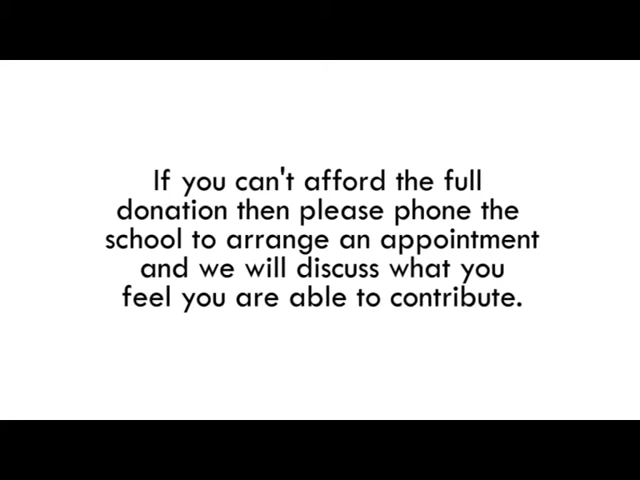 If you can't afford the full
donation then please phone the
school to arrange an appointment
and we will discuss what you
feel you are able to contribute.